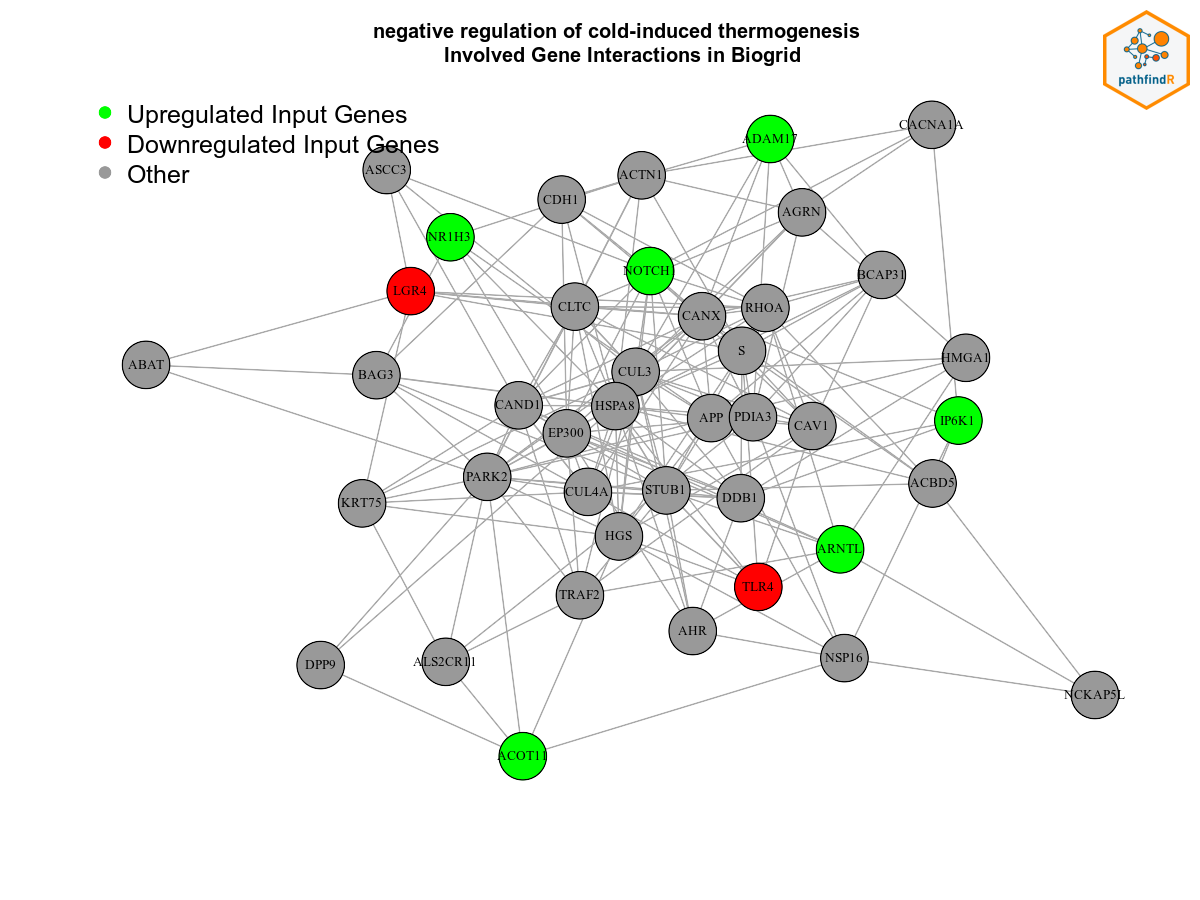 negative regulation of cold-induced thermogenesis
Involved Gene Interactions in Biogrid
pathfindR
Upregulated Input Genes
Downregulated Input Genes
Other
CACNA1A
ADAM17
ASCC3
ACTN1
CDH1
AGRN
NR1H3
NOTCH
BCAP31
LGR4
CLTC
CANX
RHOA
S
HMGA1
ABAT
BAG3
CUL3
CAND1
HSPA8
APP
PDIA3
CAV1
IP6K1
EP300
PARK2
CUL4A
STUB1
DDB1
ACBD5
KRT75
HGS
ARNTL
TLR4
TRAF2
AHR
NSP16
DPP9
ALS2CR11
NCKAP5L
ACOT11